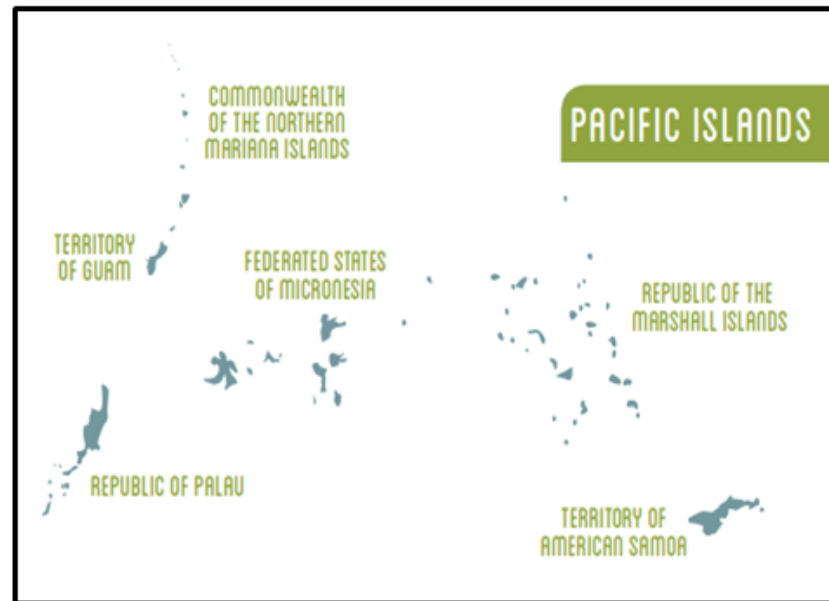 COMMONWEALTH
OF THE NORTHERN
MARIANA ISLANDS
PACIFIC ISLANDS
TERRITORY
OF GUAM
FEDERATED STATES
OF MICRONESIA
REPUBLIC OF THE
MARSHALL ISLANDS
REPUBLIC OF PALAU
TERRITORY OF
AMERICAN SAMOA